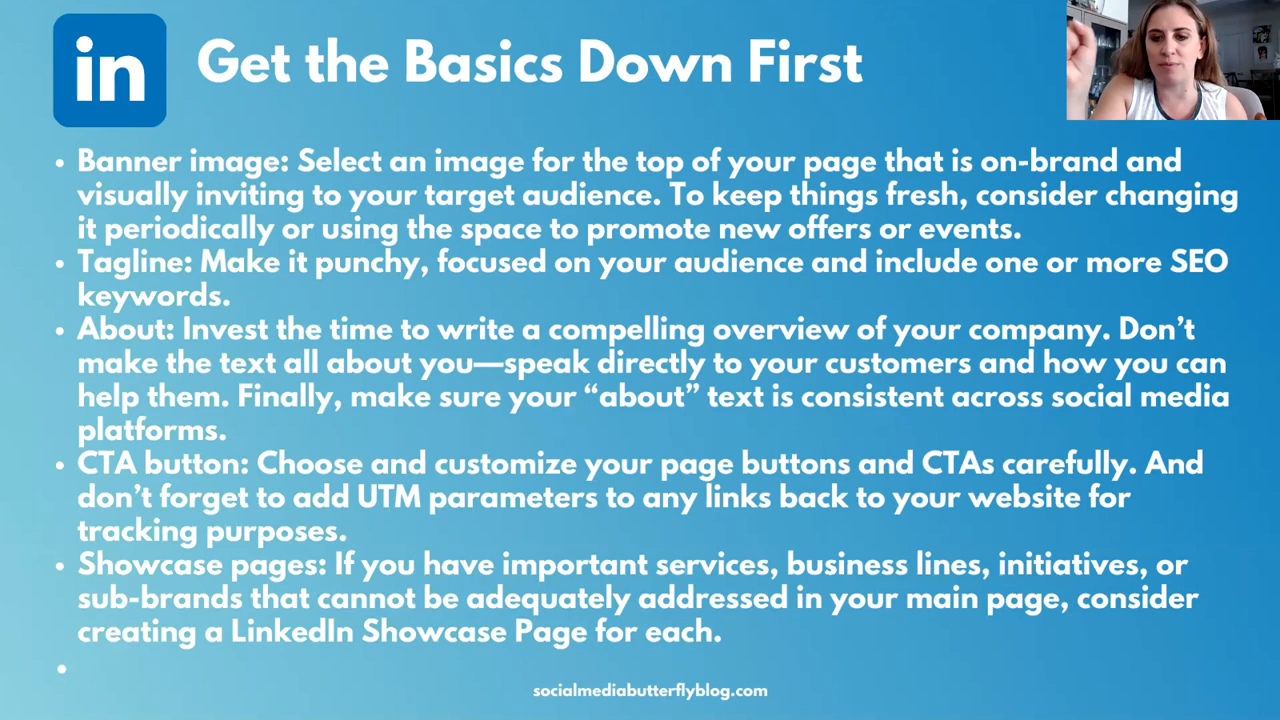 in
Get the Basics Down First
• Banner image: Select an image for the top of your page that is on-brand and
visually inviting to your target audience. To keep things fresh, consider changing
it periodically or using the space to promote new offers or events.
• Tagline: Make it punchy, focused on your audience and include one or more SEO
keywords.
• About: Invest the time to write a compelling overview of your company. Don’t
make the text all about you—speak directly to your customers and how you can
help them. Finally, make sure your “about” text is consistent across social media
platforms.
• CTA button: Choose and customize your page buttons and CTAs carefully. And
don’t forget to add UTM parameters to any links back to your website for
tracking purposes.
• Showcase pages: If you have important services, business lines, initiatives, or
sub-brands that cannot be adequately addressed in your main page, consider
creating a LinkedIn Showcase Page for each.
•
socialmediabutterflyblog.com